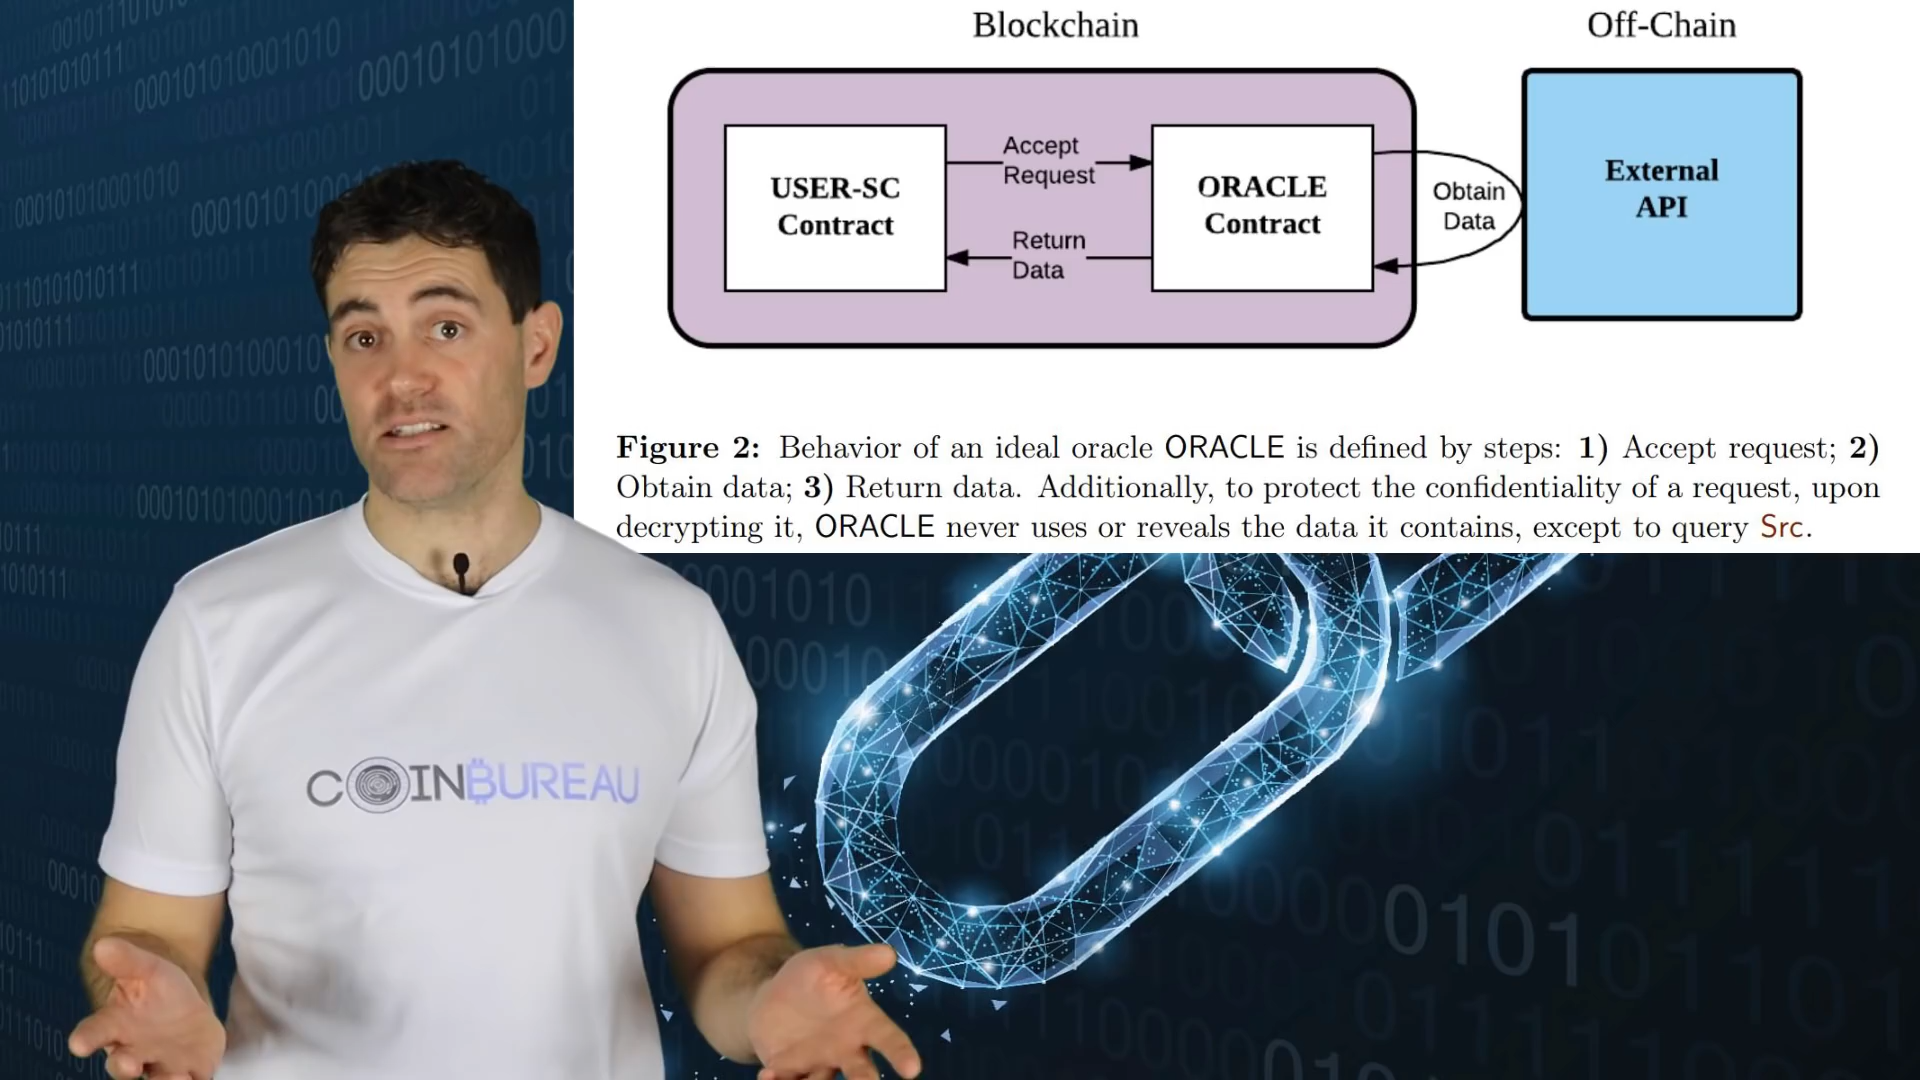 Blockchain
Off-Chain
USER-SC
Contract
Accept
Request
Return
Data
ORACLE
Contract
Obtain
Data
External
API
Figure 2: Behavior of an ideal oracle ORACLE is defined by steps: 1) Accept request; 2)
Obtain data; 3) Return data. Additionally, to protect the confidentiality of a request, upon
decrypting it, ORACLE never uses or reveals the data it contains, except to query Src.
COINBUREAU